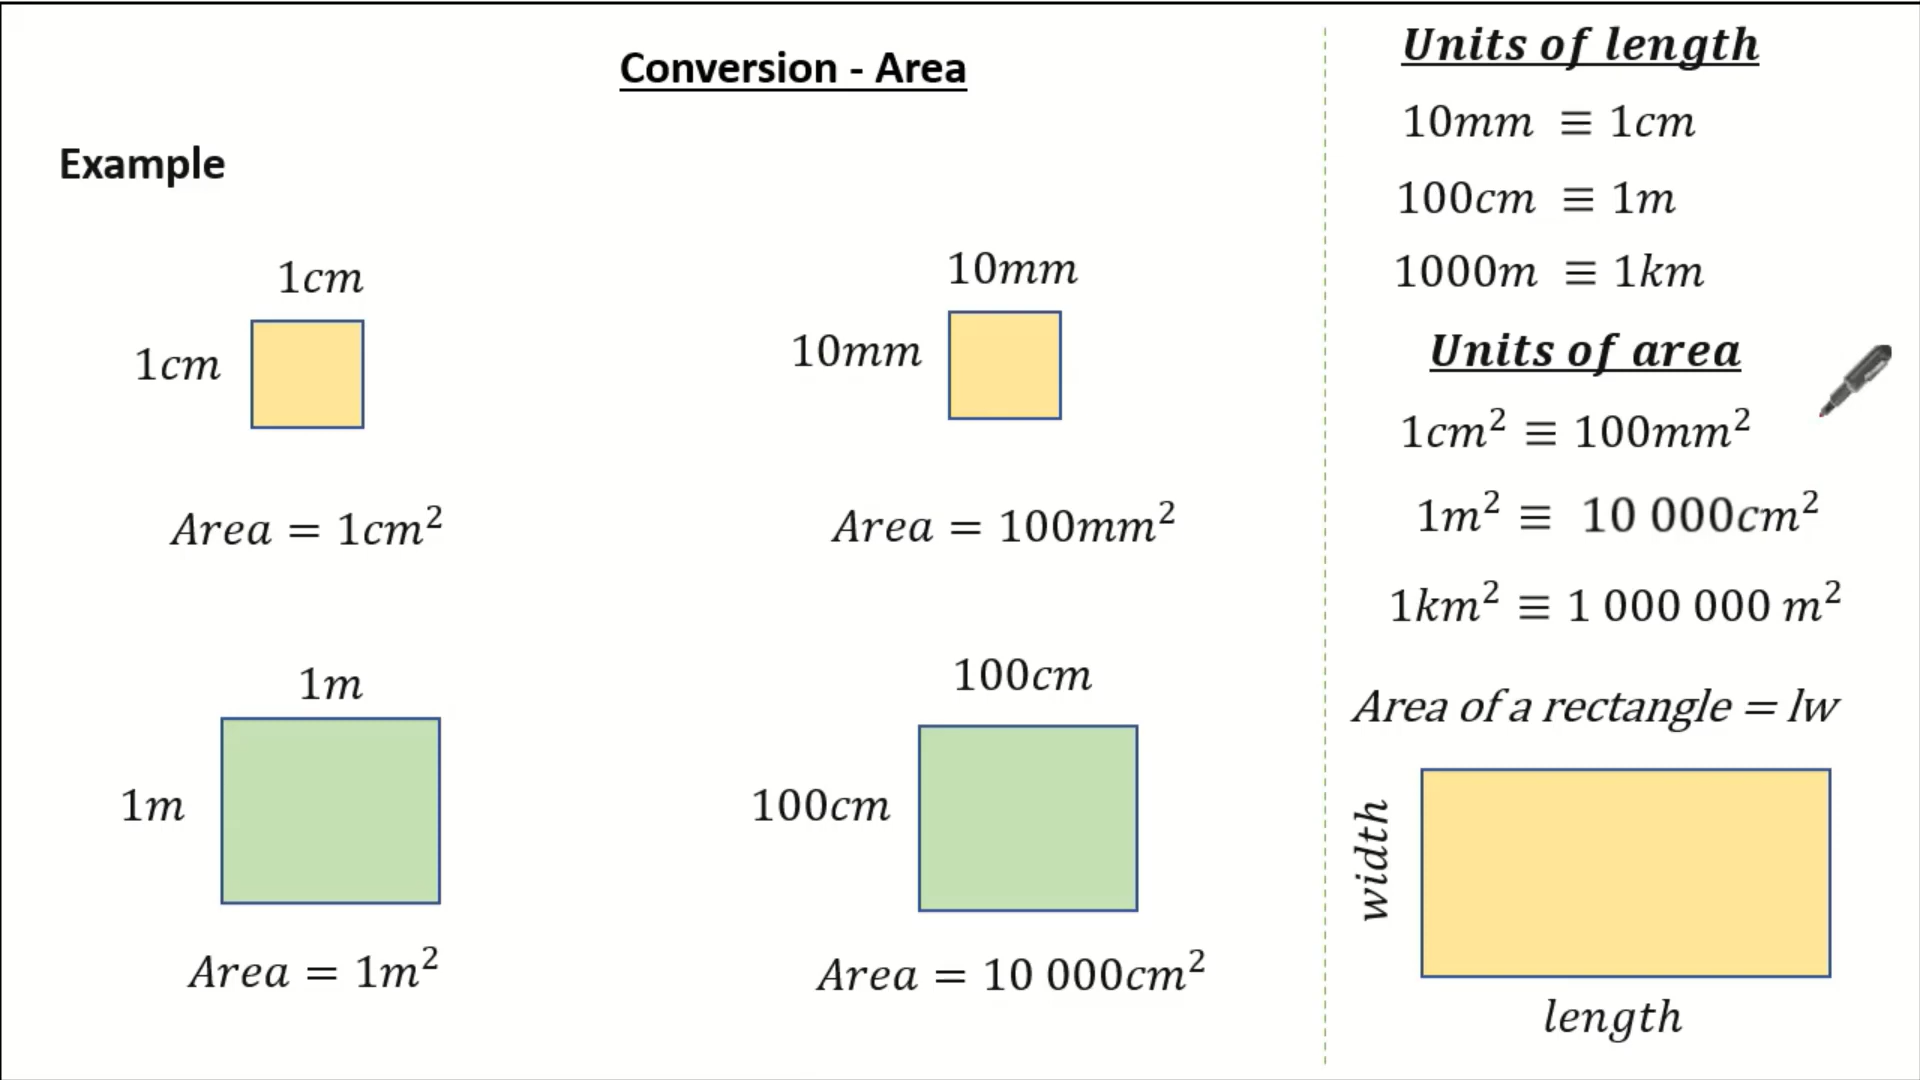 Conversion - Area
Example
1cm
1cm
Area = 1cm²
10mm
10mm
Area = 100mm²
1m
1m
Area = 1m²
100cm
100cm
Area = 10 000cm²
Units of length
10mm ≡ 1cm
100cm ≡ 1m
1000m ≡ 1km
Units of area
1cm² ≡ 100mm²
1m² ≡ 10 000cm²
1km² ≡ 1 000 000 m²
Area of a rectangle = lw
width
length